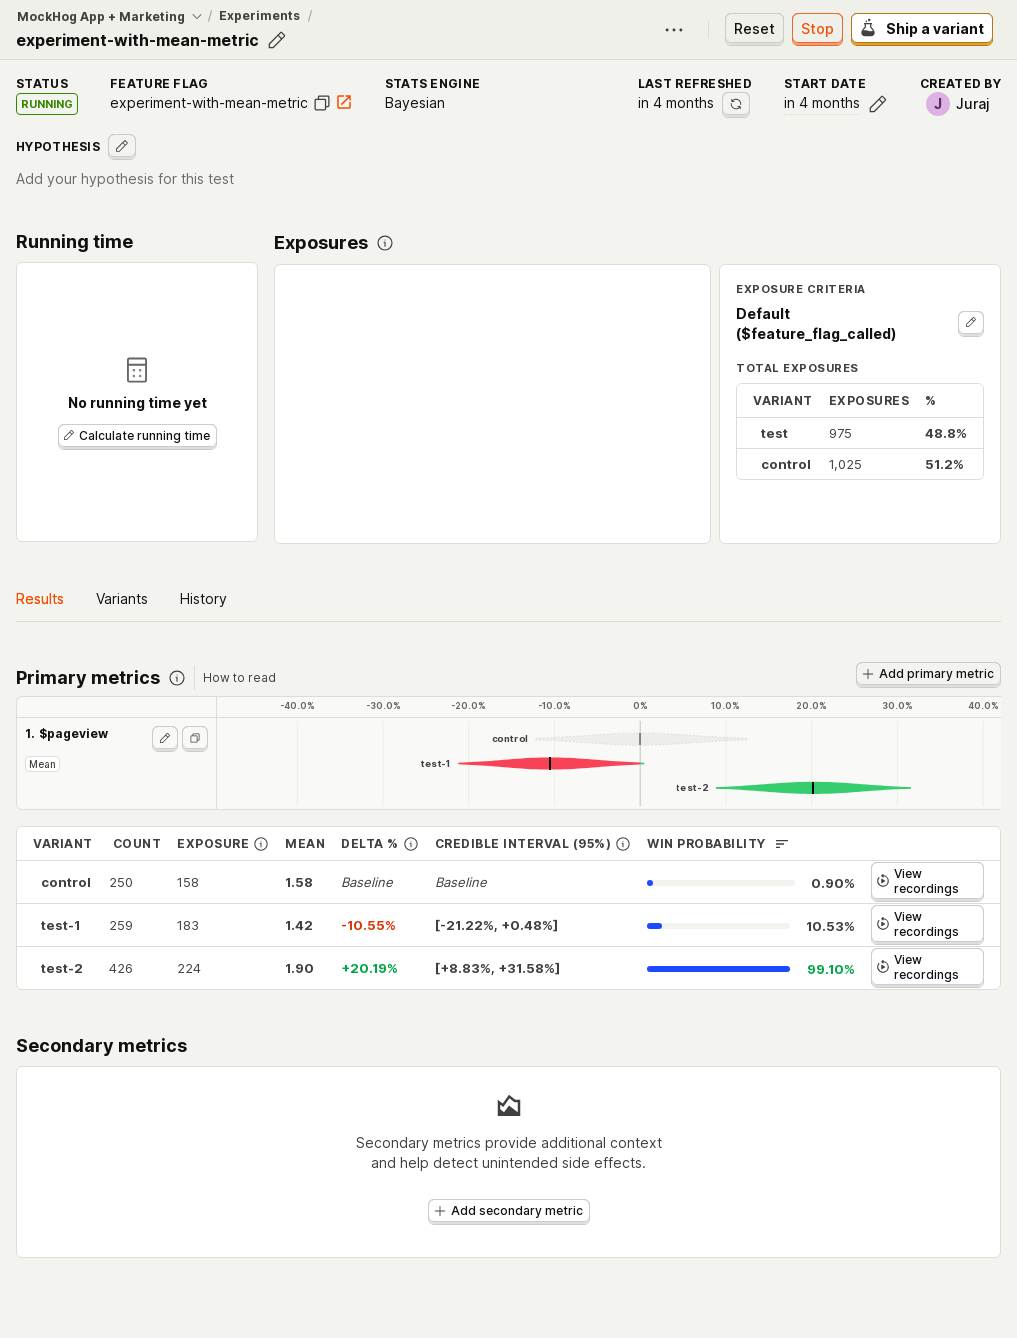 MockHog App + Marketing / Experiments /
experiment-with-mean-metric
Reset
Stop
Ship a variant
STATUS
RUNNING
FEATURE FLAG
experiment-with-mean-metric
STATS ENGINE
Bayesian
LAST REFRESHED
in 4 months
START DATE
in 4 months
CREATED BY
J Juraj
HYPOTHESIS
Add your hypothesis for this test
Running time
No running time yet
Calculate running time
Exposures
EXPOSURE CRITERIA
Default
($feature_flag_called)
TOTAL EXPOSURES
VARIANT EXPOSURES %
test 975 48.8%
control 1,025 51.2%
Results Variants History
Primary metrics How to read
Add primary metric
-40.0% -30.0% -20.0% -10.0% 0% 10.0% 20.0% 30.0% 40.0%
1. $pageview
Mean
control
test-1
test-2
VARIANT COUNT EXPOSURE MEAN DELTA % CREDIBLE INTERVAL (95%) WIN PROBABILITY
control 250 158 1.58 Baseline Baseline 0.90% View recordings
test-1 259 183 1.42 -10.55% [-21.22%, +0.48%] 10.53% View recordings
test-2 426 224 1.90 +20.19% [+8.83%, +31.58%] 99.10% View recordings
Secondary metrics
Secondary metrics provide additional context
and help detect unintended side effects.
Add secondary metric